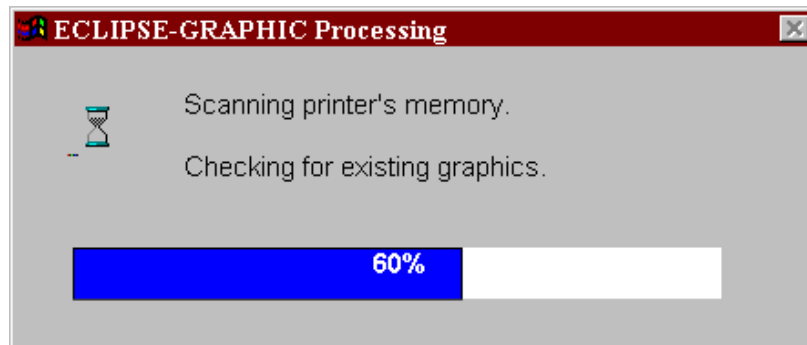 ECLIPSE-GRAPHIC Processing
Scanning printer's memory.
Checking for existing graphics.
60%